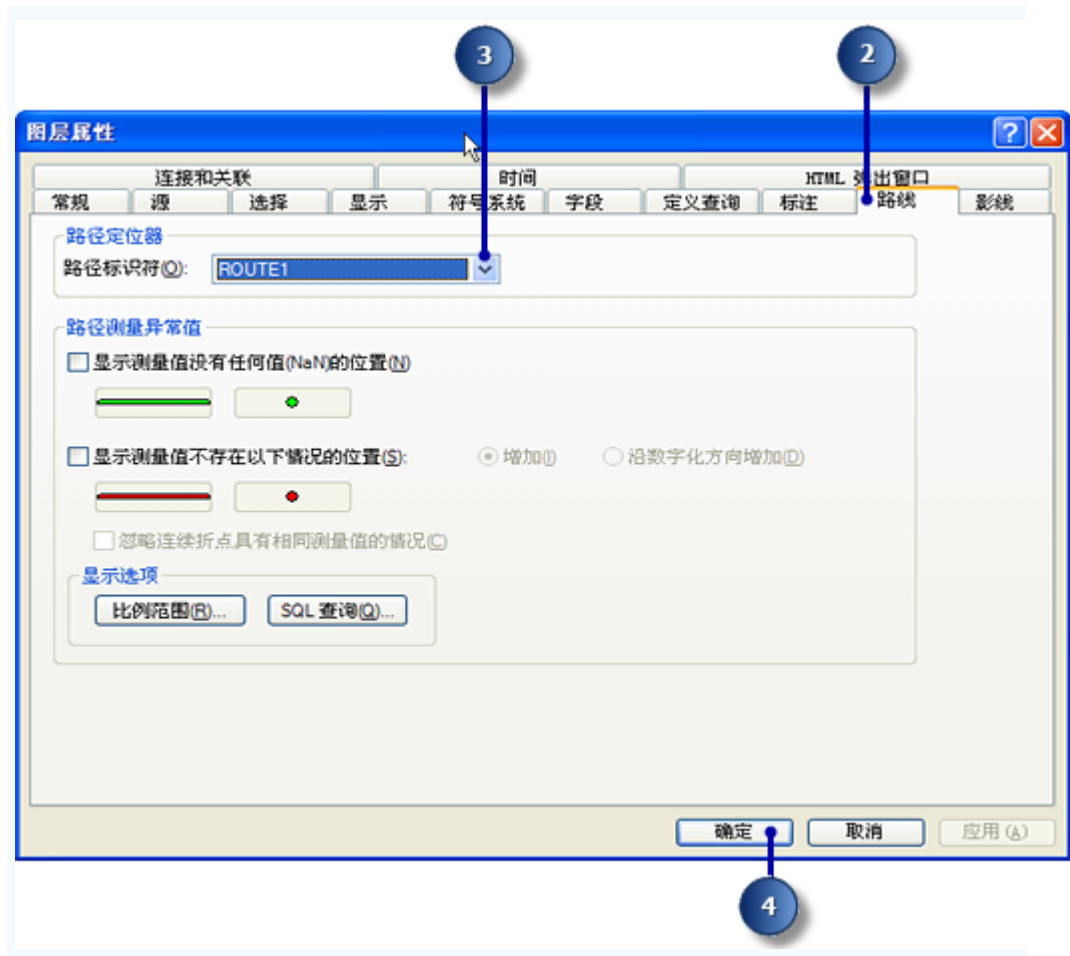 3
2
图层属性
连接和关联
时间
HTML 弹出窗口
常规
源
选择
显示
符号系统
字段
定义查询
标注
路线
影线
路径定位器
路径标识符(O):
ROUTE1
路径测量异常值
显示测量值没有任何值(NaN)的位置(N)
显示测量值不存在以下情况的位置(S):
增加(I)
沿数字化方向增加(D)
忽略连续折点具有相同测量值的情况(C)
显示选项
比例范围(R)...
SQL 查询(Q)...
确定
取消
应用(A)
4